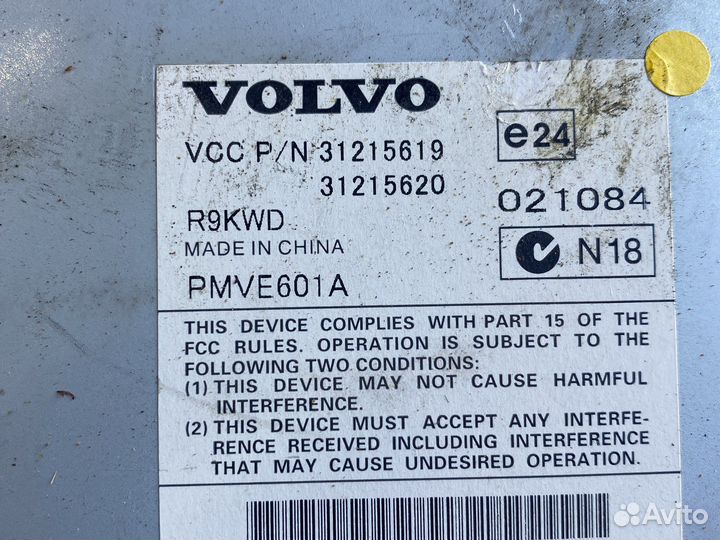 VOLVO
VCC P/N 31215619
31215620
R9KWD
MADE IN CHINA
PMVE601A
e24
021084
N18
THIS DEVICE COMPLIES WITH PART 15 OF THE
FCC RULES. OPERATION IS SUBJECT TO THE
FOLLOWING TWO CONDITIONS:
(1) THIS DEVICE MAY NOT CAUSE HARMFUL
INTERFERENCE.
(2) THIS DEVICE MUST ACCEPT ANY INTERFE-
RENCE RECEIVED INCLUDING INTERFERENCE
THAT MAY CAUSE UNDESIRED OPERATION.
Avito